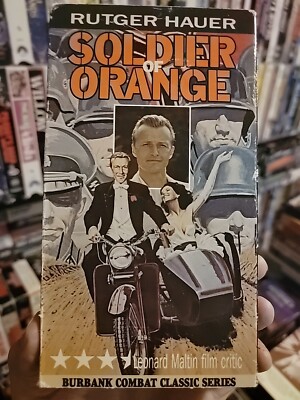 RUTGER HAUER
SOLDIER
OF
ORANGE
Leonard Maltin film critic
BURBANK COMBAT CLASSIC SERIES